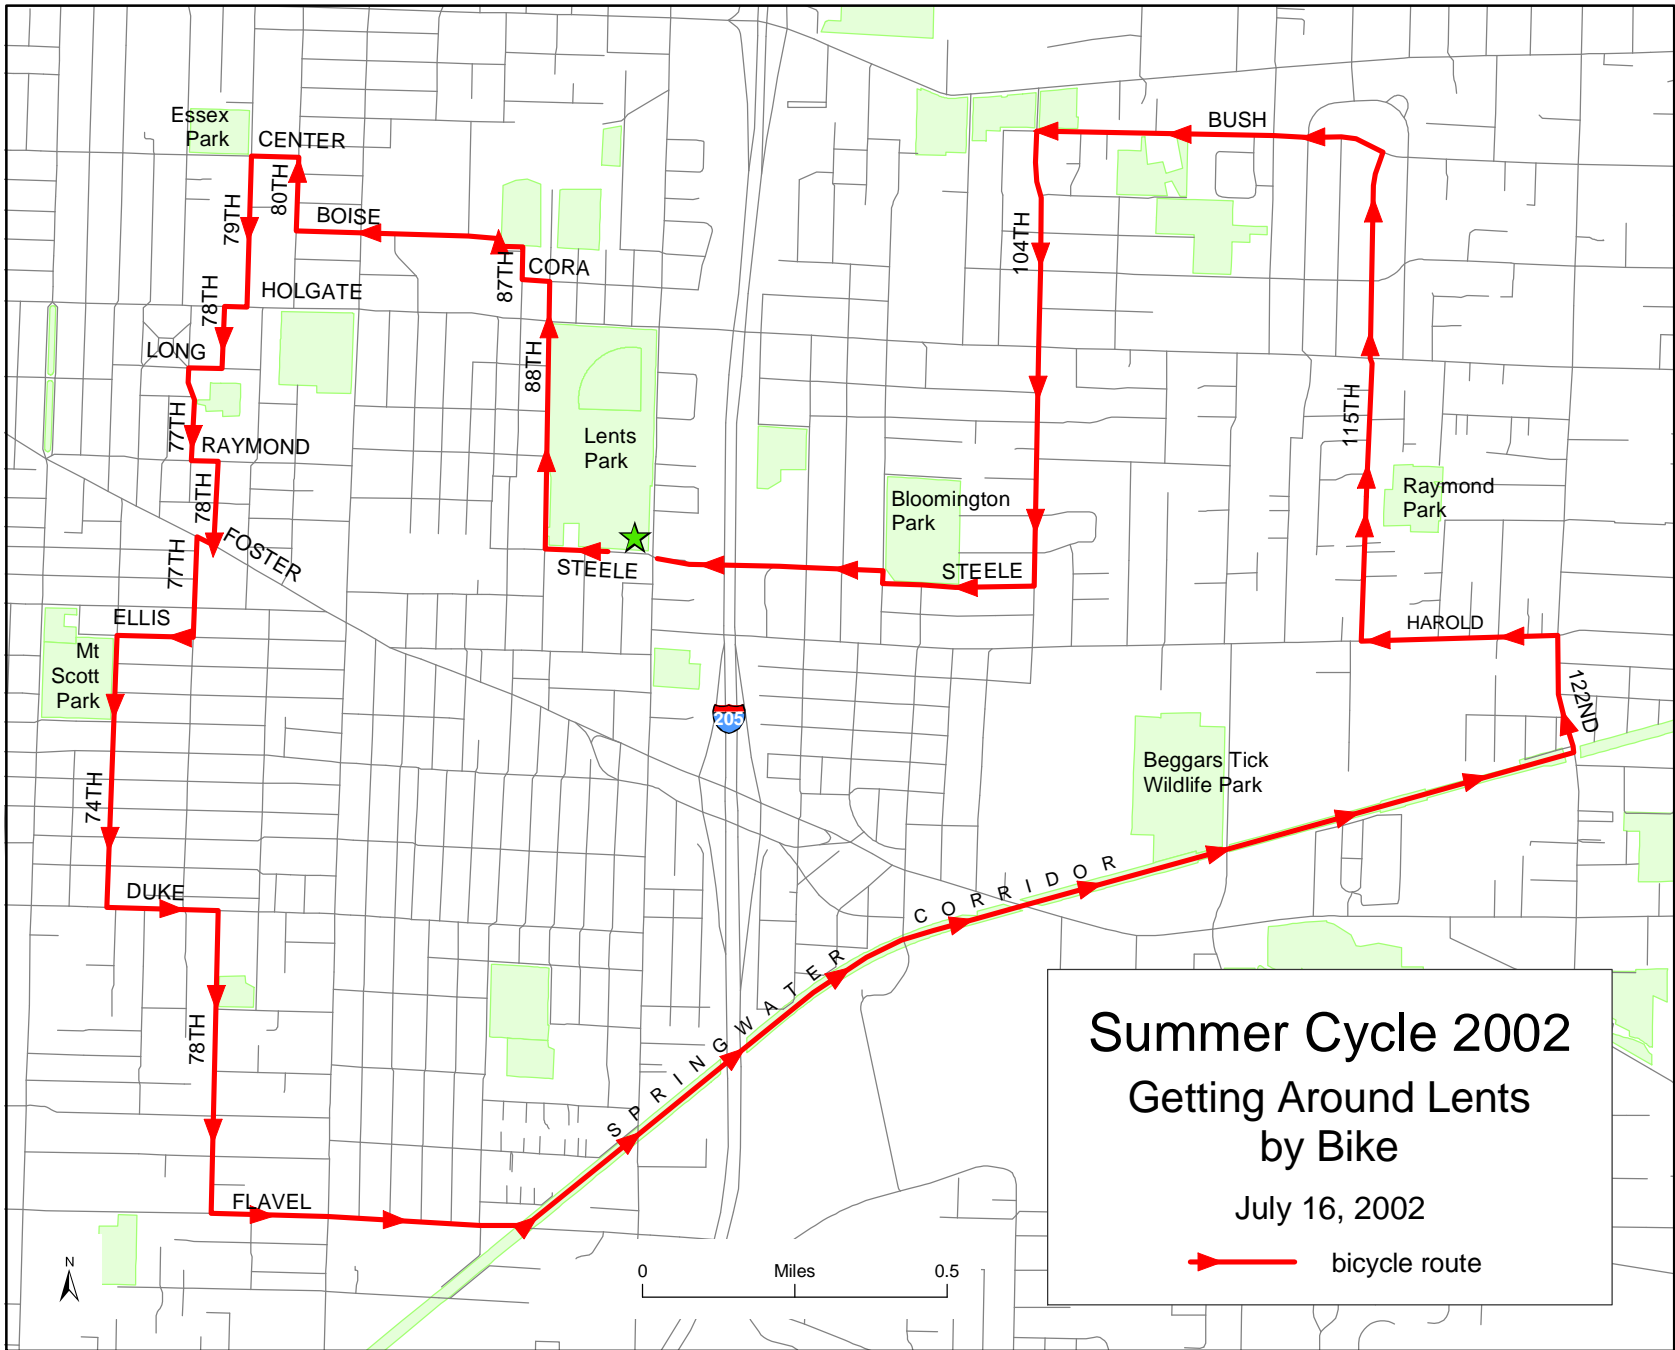 Essex
Park
CENTER
BUSH
80TH
79TH
BOISE
104TH
87TH
CORA
78TH
HOLGATE
LONG
88TH
115TH
77TH
RAYMOND
Lents
Park
78TH
Bloomington
Park
Raymond
Park
FOSTER
77TH
STEELE
STEELE
ELLIS
HAROLD
Mt
Scott
Park
122ND
205
74TH
Beggars Tick
Wildlife Park
DUKE
SPRINGWATER CORRIDOR
78TH
FLAVEL
Summer Cycle 2002
Getting Around Lents
by Bike
July 16, 2002
bicycle route
N
0 Miles 0.5